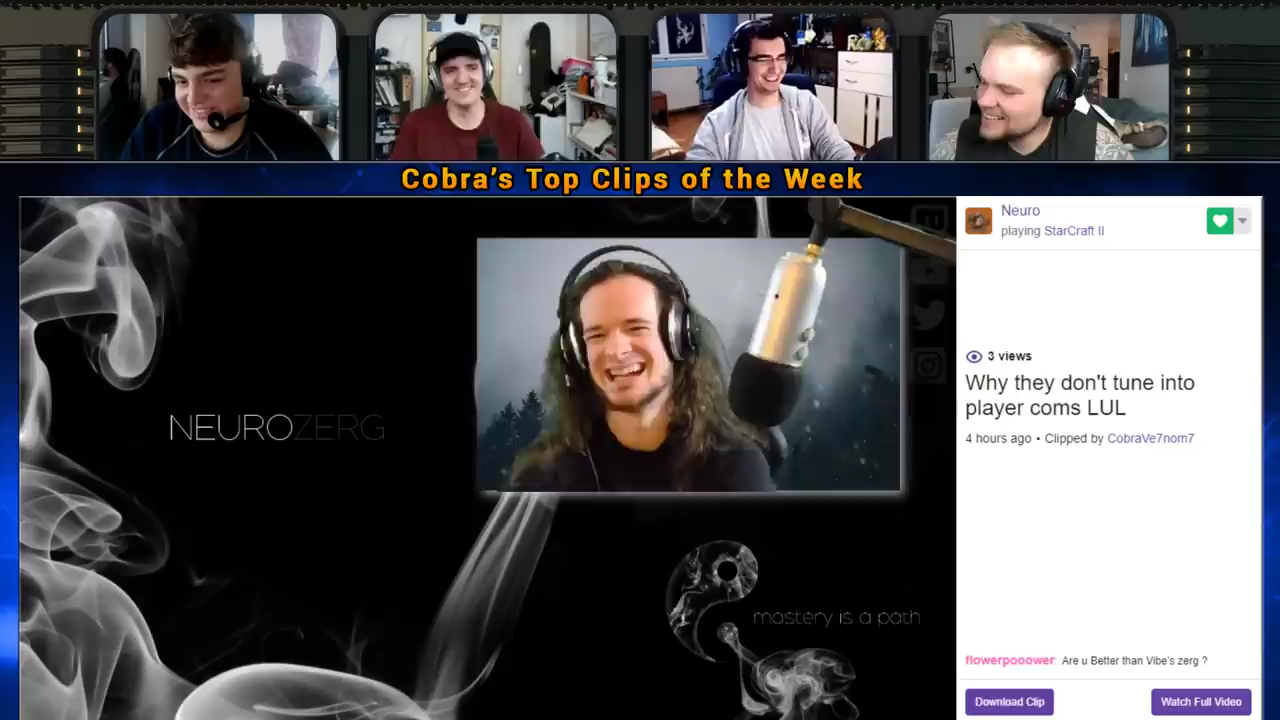 Cobra's Top Clips of the Week
Neuro
playing StarCraft II
NEUROZERG
3 views
Why they don't tune into
player coms LUL
4 hours ago • Clipped by CobraVe7nom7
mastery is a path
flowerpooower: Are u Better than Vibe's zerg ?
Download Clip
Watch Full Video